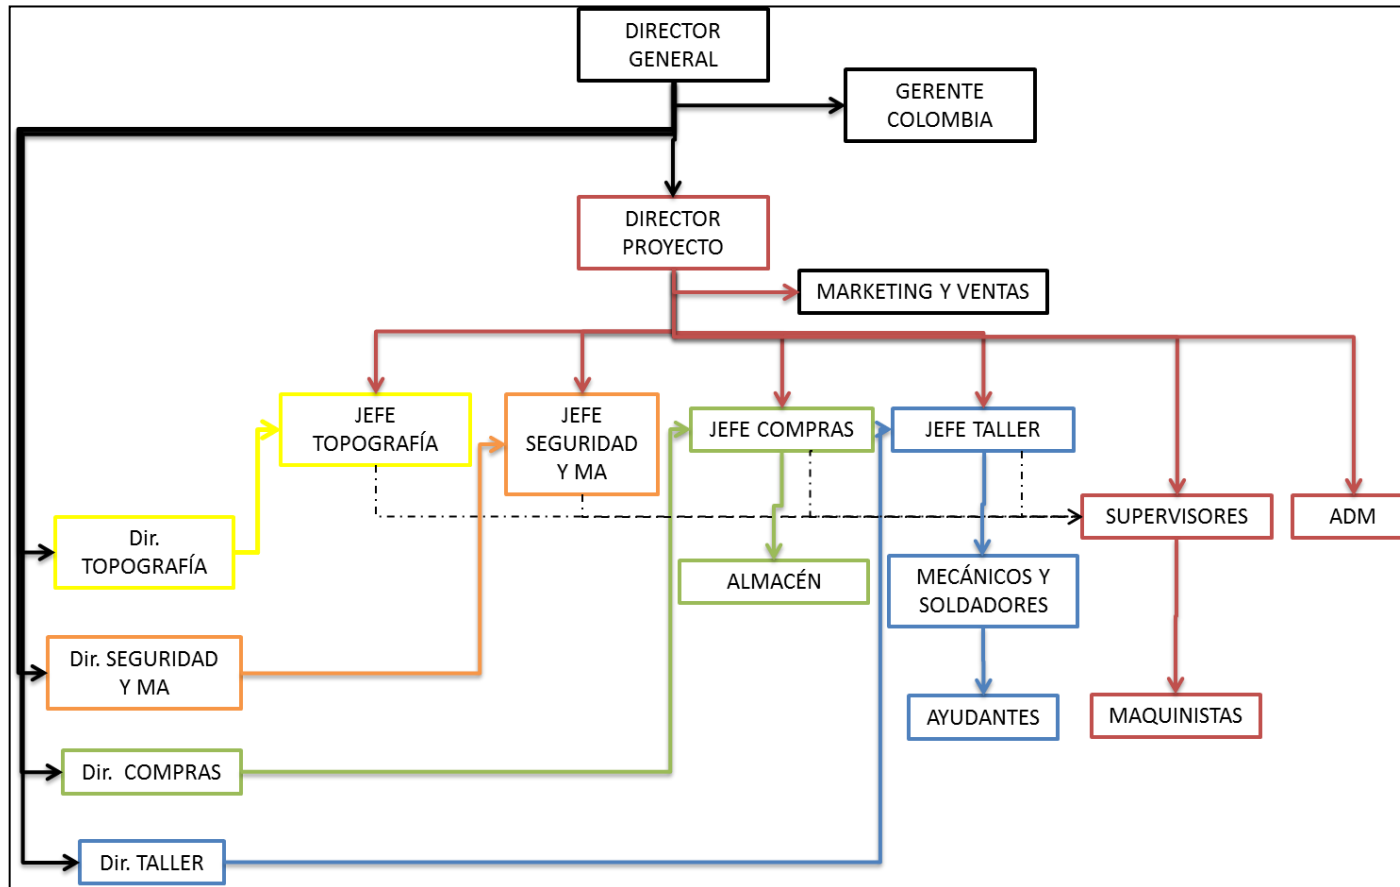 DIRECTOR
GENERAL
GERENTE
COLOMBIA
DIRECTOR
PROYECTO
MARKETING Y VENTAS
JEFE
TOPOGRAFÍA
JEFE
SEGURIDAD
Y MA
JEFE COMPRAS
JEFE TALLER
SUPERVISORES
ADM
Dir.
TOPOGRAFÍA
ALMACÉN
MECÁNICOS Y
SOLDADORES
Dir. SEGURIDAD
Y MA
AYUDANTES
MAQUINISTAS
Dir. COMPRAS
Dir. TALLER